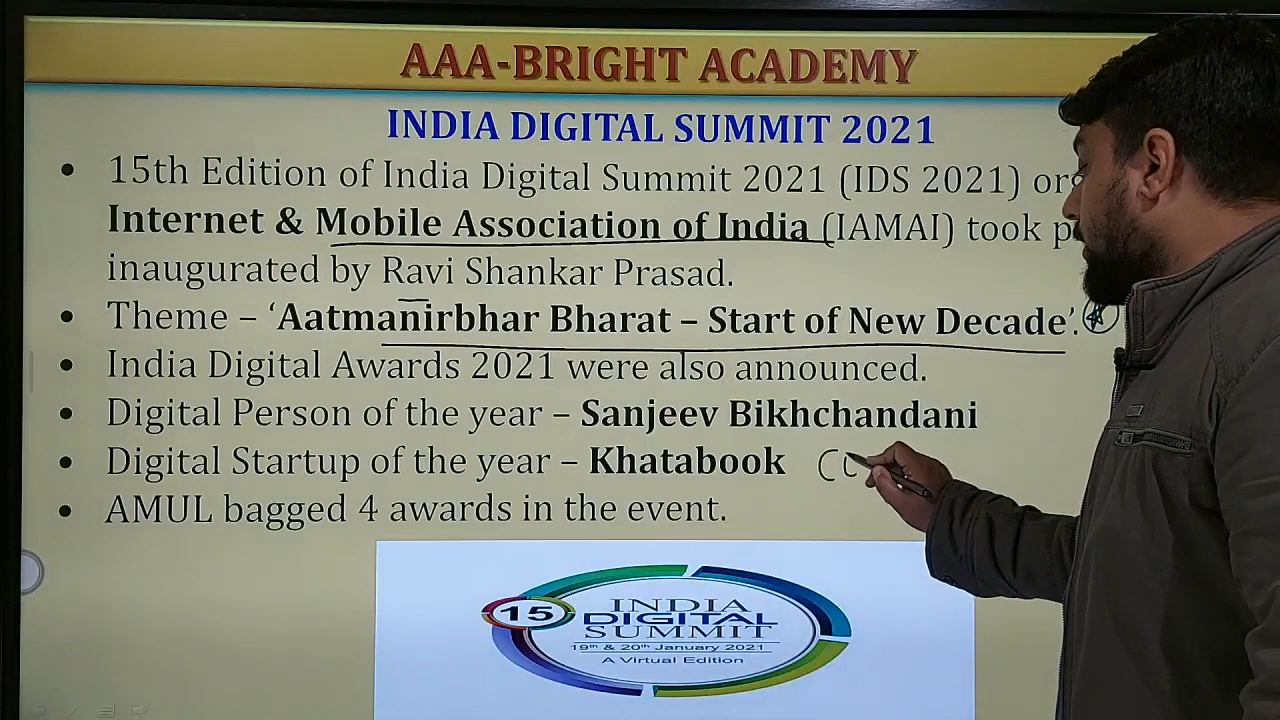 AAA-BRIGHT ACADEMY
INDIA DIGITAL SUMMIT 2021
• 15th Edition of India Digital Summit 2021 (IDS 2021)
Internet & Mobile Association of India (IAMAI) took
inaugurated by Ravi Shankar Prasad.
• Theme – ‘Aatmanirbhar Bharat – Start of New Decade’.
• India Digital Awards 2021 were also announced.
• Digital Person of the year – Sanjeev Bikhchandani
• Digital Startup of the year – Khatabook
• AMUL bagged 4 awards in the event.
15
INDIA
DIGITAL
SUMMIT
19th & 20th January 2021
A Virtual Edition